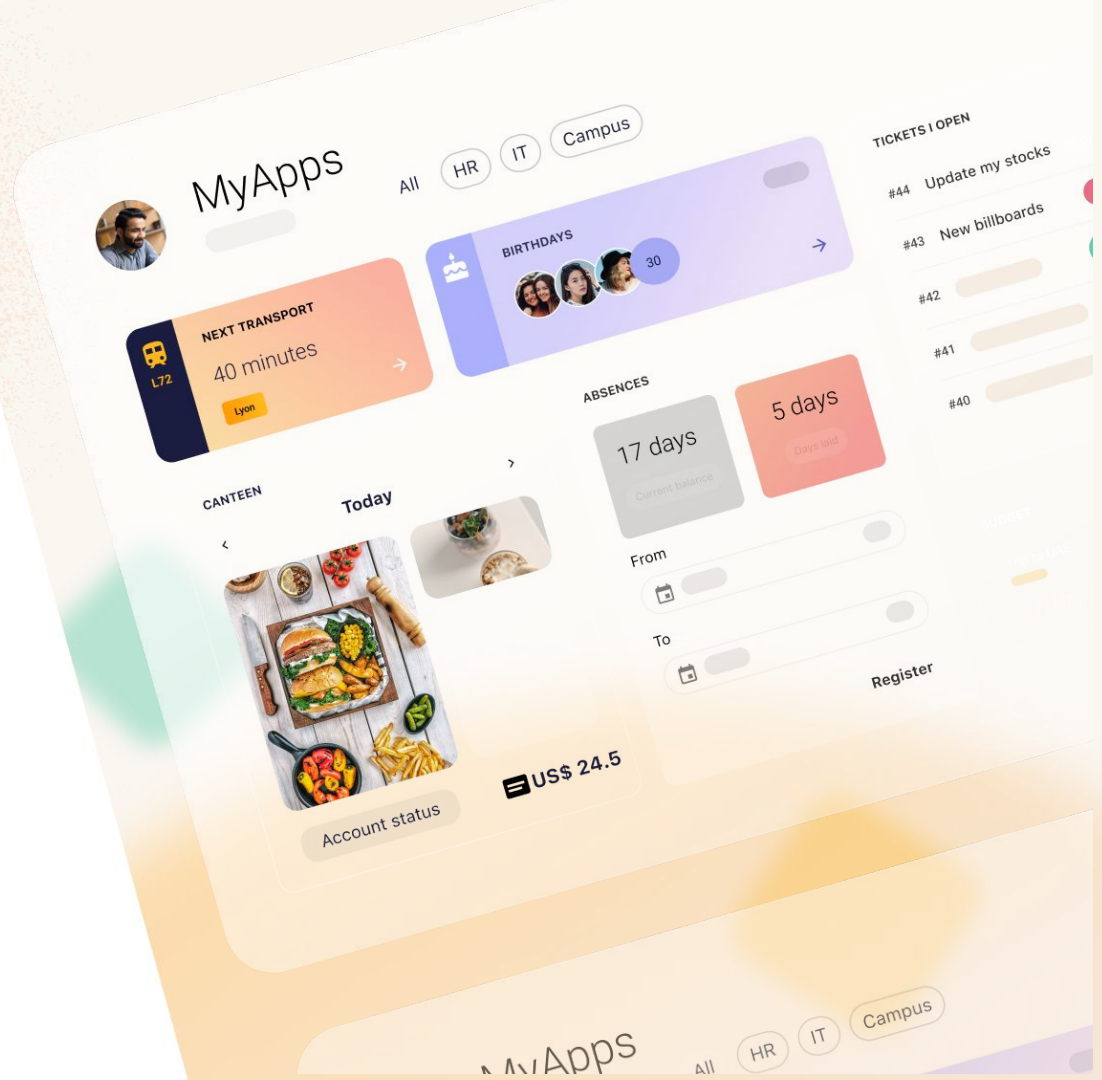 MyApps
All
HR
IT
Campus
NEXT TRANSPORT
40 minutes
L72
Lyon
BIRTHDAYS
30
TICKETS I OPEN
#44 Update my stocks
#43 New billboards
#42
#41
#40
CANTEEN
Today
Account status
US$ 24.5
ABSENCES
17 days
Current balance
5 days
Days laid
From
To
Register
MyApps
All
HR
IT
Campus